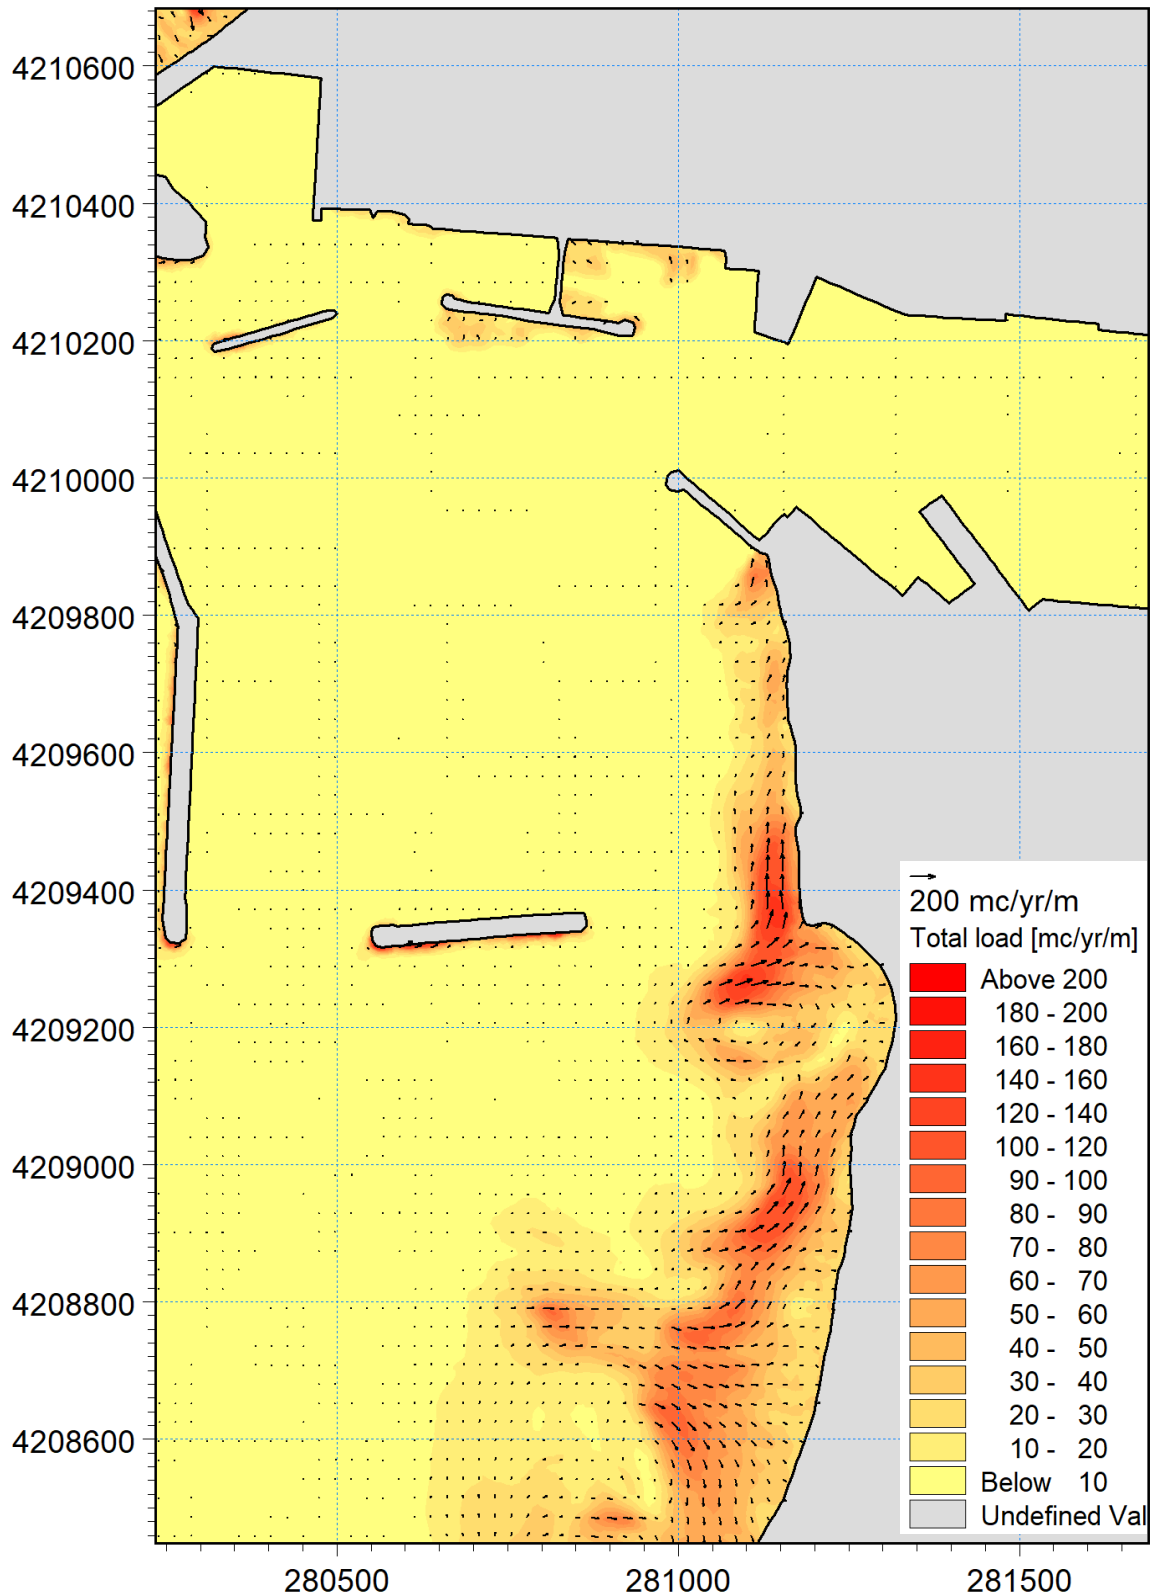 4210600
4210400
4210200
4210000
4209800
4209600
4209400
4209200
4209000
4208800
4208600
280500
281000
281500
200 mc/yr/m
Total load [mc/yr/m]
Above 200
180 - 200
160 - 180
140 - 160
120 - 140
100 - 120
90 - 100
80 - 90
70 - 80
60 - 70
50 - 60
40 - 50
30 - 40
20 - 30
10 - 20
Below 10
Undefined Val